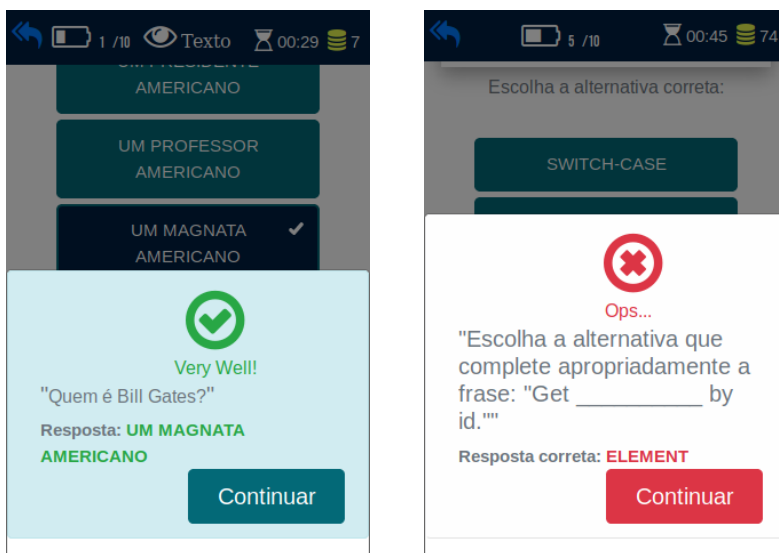 1 /10 Texto 00:29 7
UM PRESIDENTE
AMERICANO
UM PROFESSOR
AMERICANO
UM MAGNATA
AMERICANO
Very Well!
"Quem é Bill Gates?"
Resposta: UM MAGNATA
AMERICANO
Continuar
5 /10 00:45 74
Escolha a alternativa correta:
SWITCH-CASE
Ops...
"Escolha a alternativa que
complete apropriadamente a
frase: "Get __________ by
id.""
Resposta correta: ELEMENT
Continuar